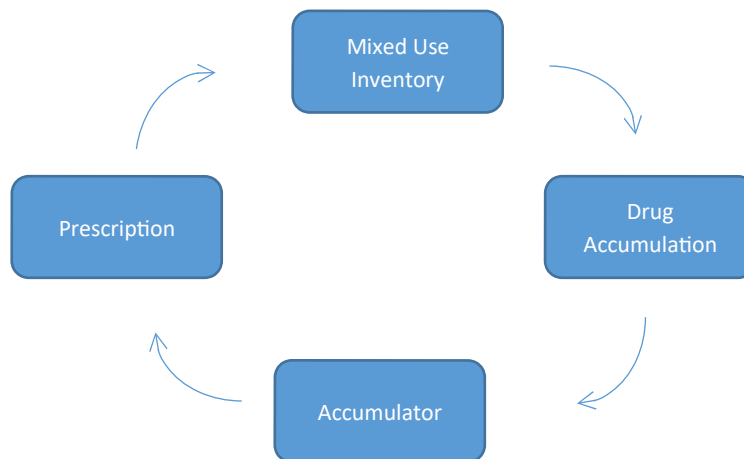 Mixed Use
Inventory
Prescription
Drug
Accumulation
Accumulator